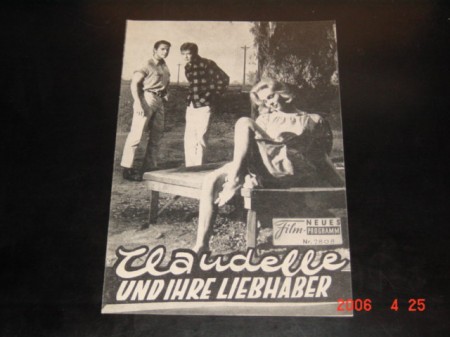 Film
NEUES
PROGRAMM
Claudelle
UND IHRE LIEBHABER
2006 4 25